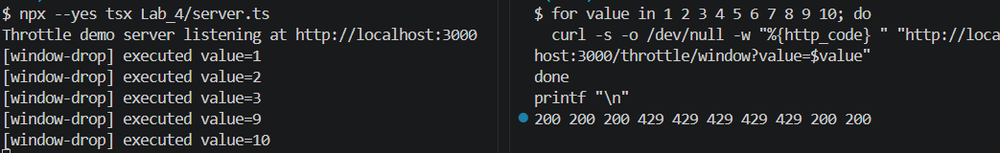 $ npx --yes tsx Lab_4/server.ts
Throttle demo server listening at http://localhost:3000
[window-drop] executed value=1
[window-drop] executed value=2
[window-drop] executed value=3
[window-drop] executed value=9
[window-drop] executed value=10
$ for value in 1 2 3 4 5 6 7 8 9 10; do
curl -s -o /dev/null -w "%{http_code} " "http://loca
host:3000/throttle/window?value=$value"
done
printf "\n"
200 200 200 429 429 429 429 429 200 200